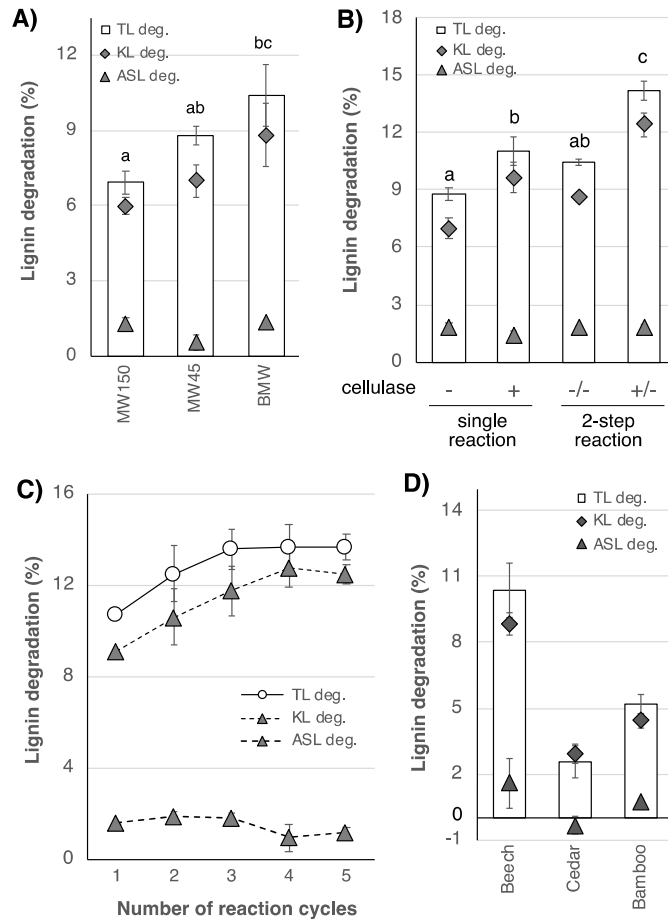 A)
TL deg.
KL deg.
ASL deg.
Lignin degradation (%)
12
9
6
3
0
a
ab
bc
MW150
MW45
BMW
B)
TL deg.
KL deg.
ASL deg.
Lignin degradation (%)
18
15
12
9
6
3
0
a
b
ab
c
cellulase - + -/- +/-
single 2-step
reaction reaction
C)
Lignin degradation (%)
16
12
8
4
0
TL deg.
KL deg.
ASL deg.
1 2 3 4 5
Number of reaction cycles
D)
TL deg.
KL deg.
ASL deg.
Lignin degradation (%)
14
11
8
5
2
0
-1
Beech
Cedar
Bamboo